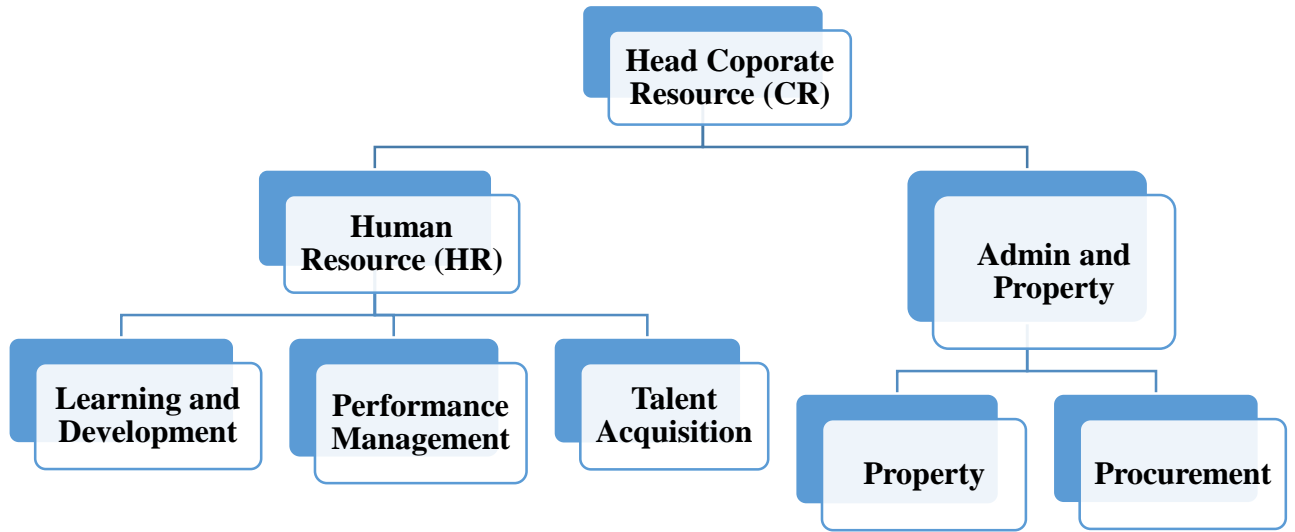 Head Coporate
Resource (CR)
Human
Resource (HR)
Admin and
Property
Learning and
Development
Performance
Management
Talent
Acquisition
Property
Procurement